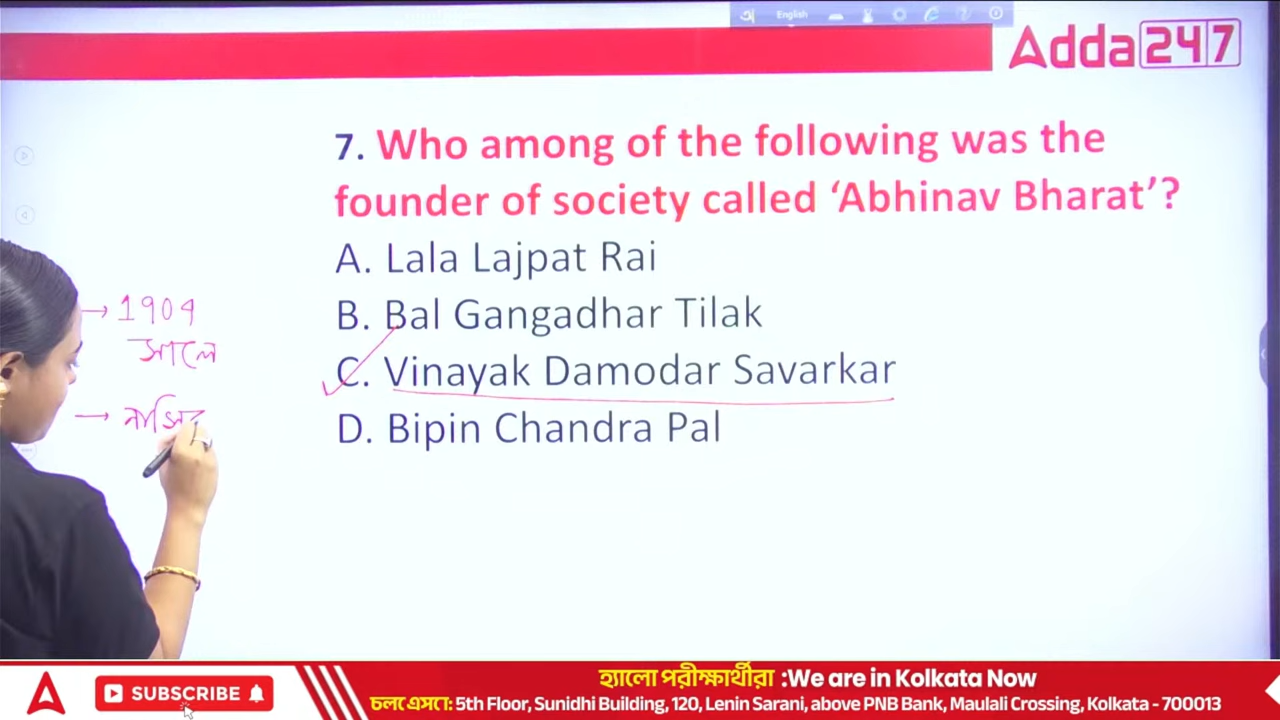 English
Adda247
7. Who among of the following was the
founder of society called ‘Abhinav Bharat’?
A. Lala Lajpat Rai
B. Bal Gangadhar Tilak
C. Vinayak Damodar Savarkar
D. Bipin Chandra Pal
→ 1904
সালে
→ নাসি
SUBSCRIBE
হ্যালো পরীক্ষার্থীরা :We are in Kolkata Now
চলে এসো: 5th Floor, Sunidhi Building, 120, Lenin Sarani, above PNB Bank, Maulali Crossing, Kolkata - 700013